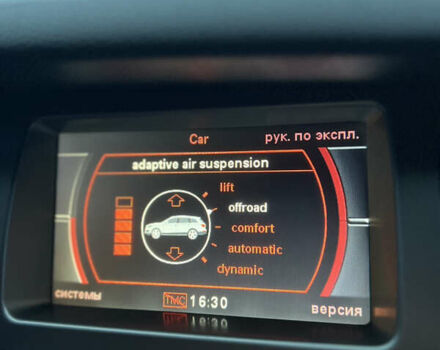 Car
рук. по экспл.
adaptive air suspension
lift
offroad
comfort
automatic
dynamic
системы
TMC 16:30
версия